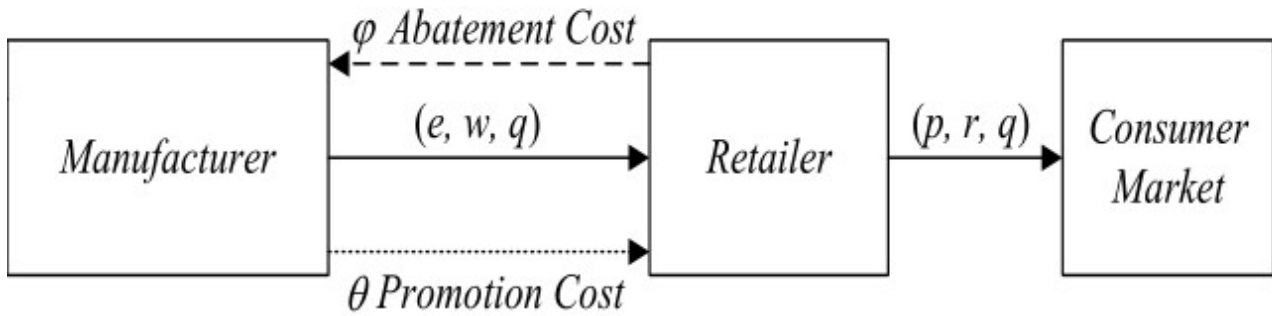 φ Abatement Cost
(e, w, q)
(p, r, q)
Manufacturer
Retailer
Consumer
Market
θ Promotion Cost